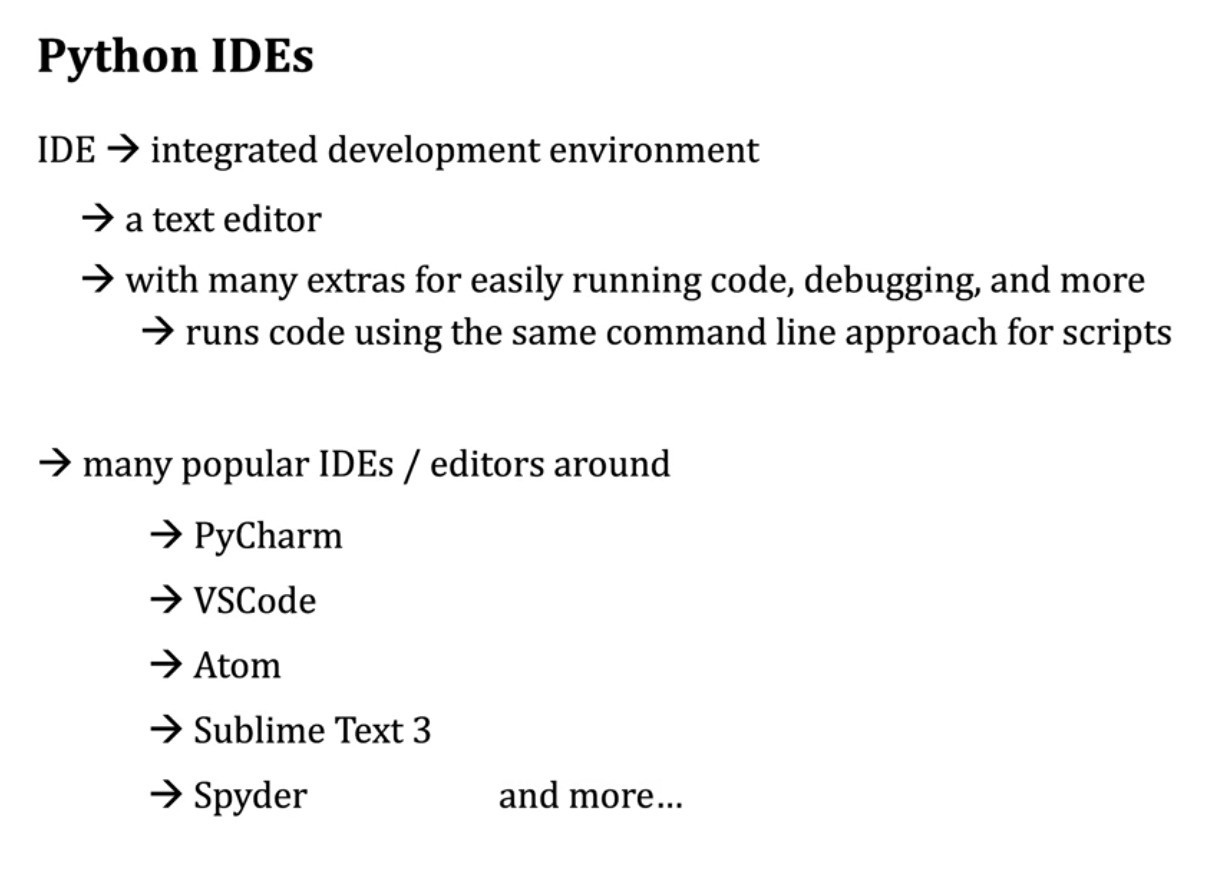 Python IDEs
IDE → integrated development environment
→ a text editor
→ with many extras for easily running code, debugging, and more
→ runs code using the same command line approach for scripts
→ many popular IDEs / editors around
→ PyCharm
→ VSCode
→ Atom
→ Sublime Text 3
→ Spyder and more...